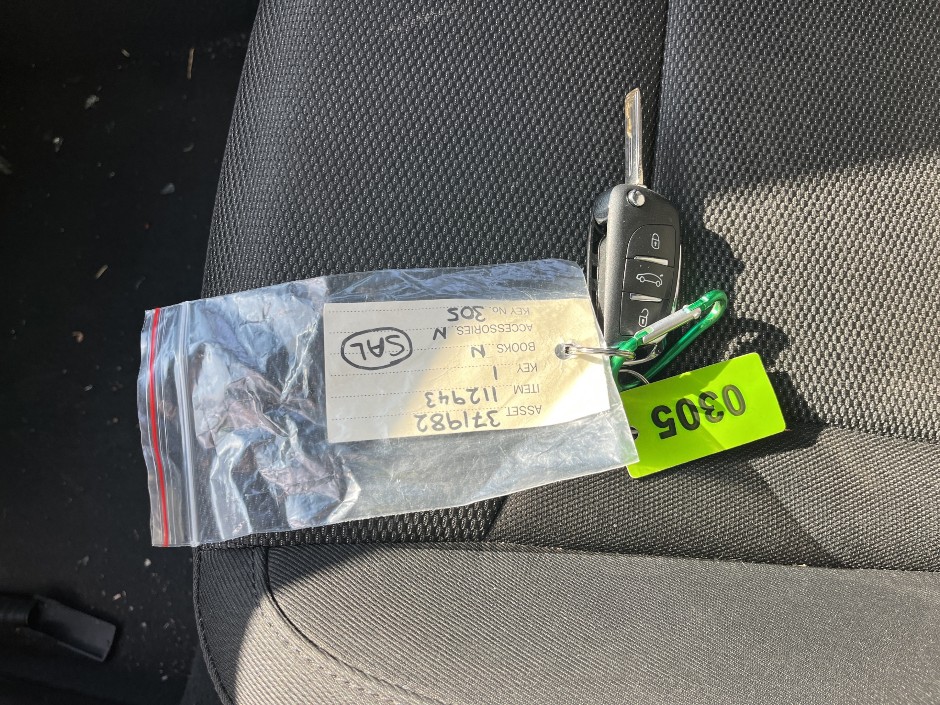 ASSET 371982
ITEM 112943
KEY 1
BOOKS N
SAL
ACCESSORIES N
KEY No. 305
0305